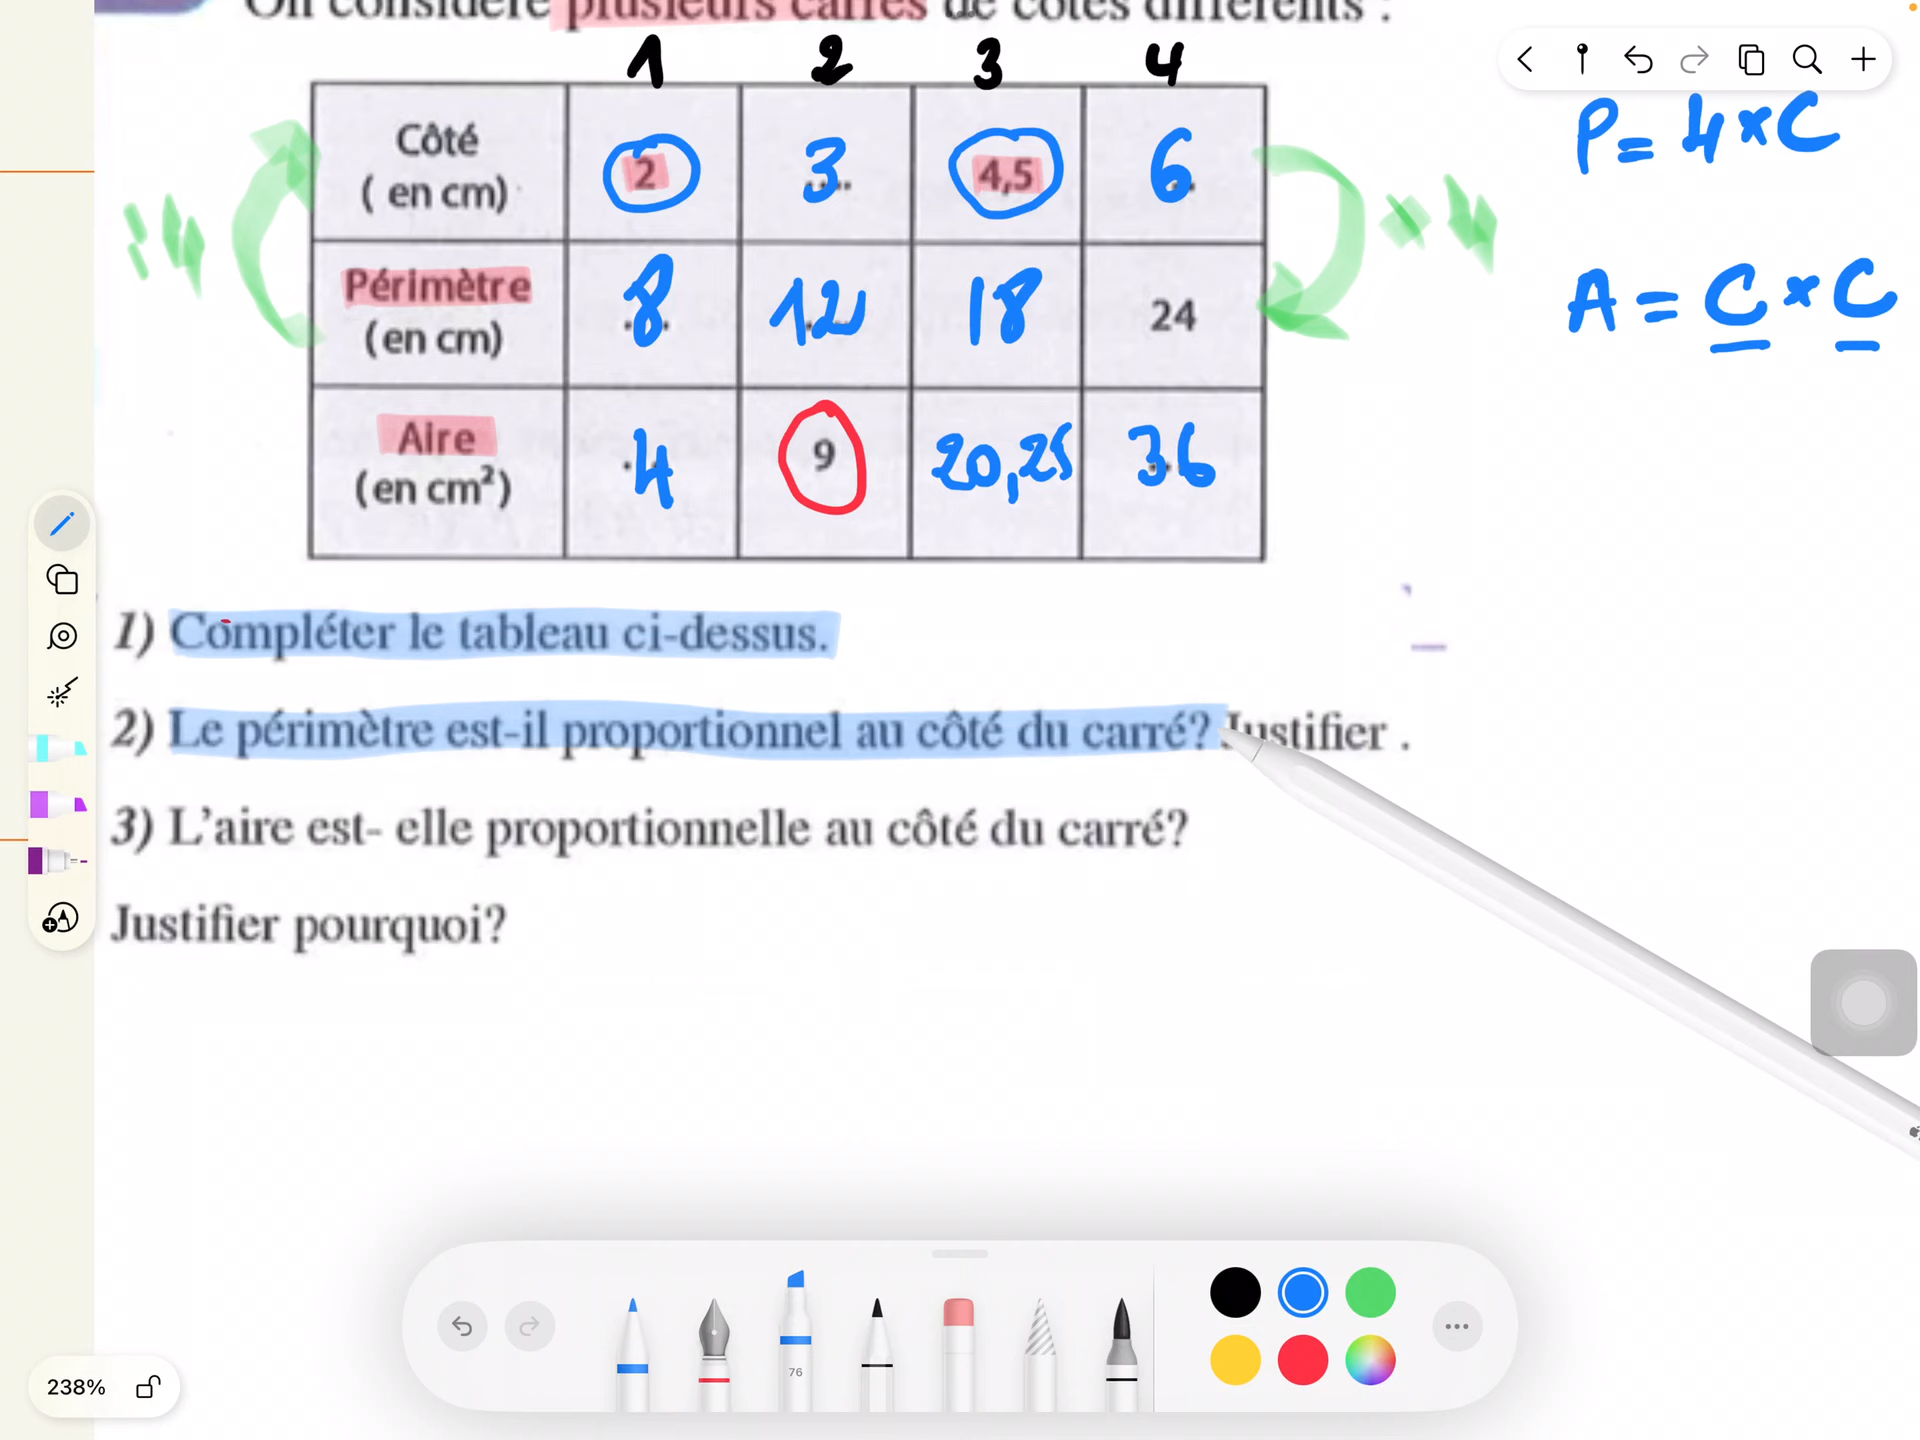 On considère plusieurs carrés de côtés différents :
1 2 3 4
Côté
( en cm) 2 3 4,5 6
Périmètre
(en cm) 8 12 18 24
Aire
(en cm²) 4 9 20,25 36
:4
×4
P= 4×C
A = C×C
1) Compléter le tableau ci-dessus.
2) Le périmètre est-il proportionnel au côté du carré? Justifier .
3) L'aire est- elle proportionnelle au côté du carré?
Justifier pourquoi?
76
238%